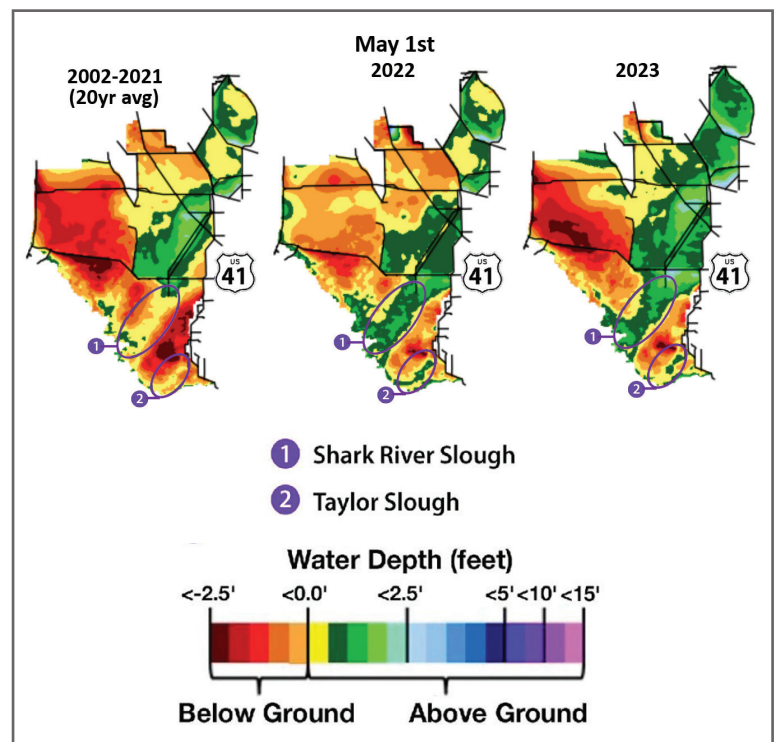 May 1st
2002-2021
(20yr avg)
2022
2023
US
41
US
41
US
41
1
2
1
2
1
2
1 Shark River Slough
2 Taylor Slough
Water Depth (feet)
<-2.5' <0.0' <2.5' <5' <10' <15'
Below Ground Above Ground